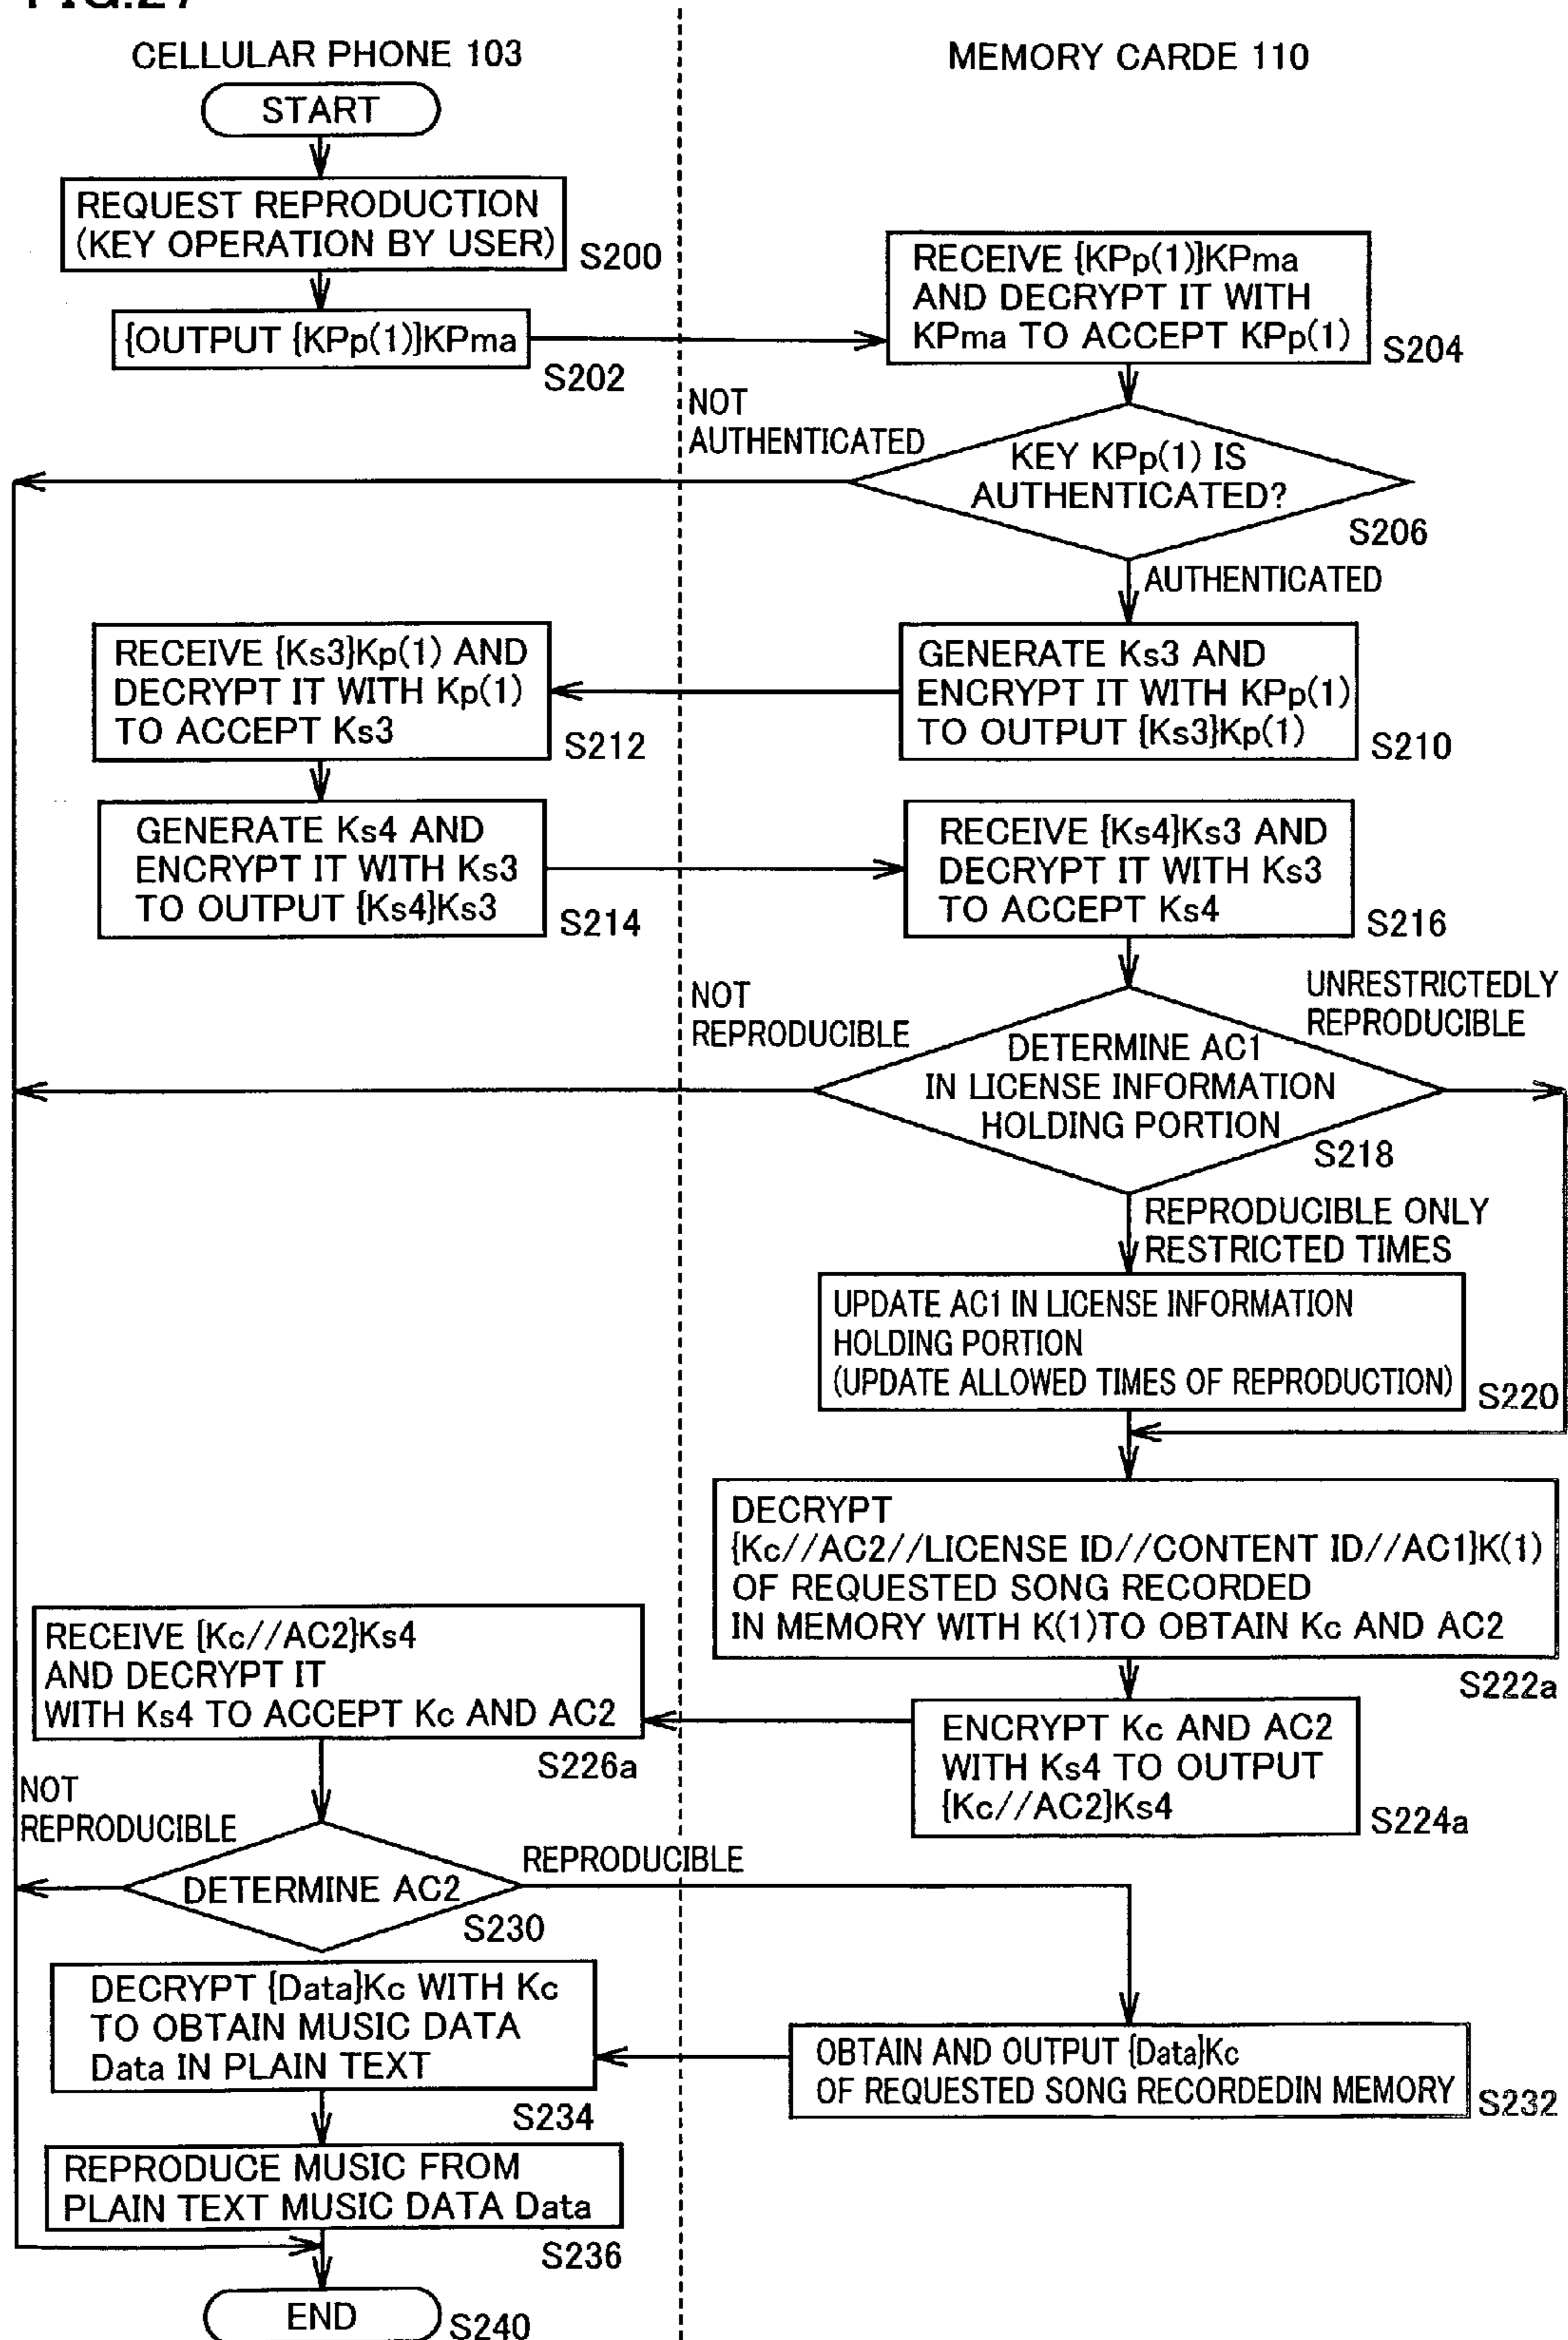 CELLULAR PHONE 103
MEMORY CARDE 110
START
REQUEST REPRODUCTION
(KEY OPERATION BY USER)
S200
{OUTPUT {KPp(1)}KPma
S202
RECEIVE {KPp(1)}KPma
AND DECRYPT IT WITH
KPma TO ACCEPT KPp(1)
S204
NOT
AUTHENTICATED
KEY KPp(1) IS
AUTHENTICATED?
S206
AUTHENTICATED
GENERATE Ks3 AND
ENCRYPT IT WITH KPp(1)
TO OUTPUT {Ks3}Kp(1)
S210
RECEIVE {Ks3}Kp(1) AND
DECRYPT IT WITH Kp(1)
TO ACCEPT Ks3
S212
GENERATE Ks4 AND
ENCRYPT IT WITH Ks3
TO OUTPUT {Ks4}Ks3
S214
RECEIVE {Ks4}Ks3 AND
DECRYPT IT WITH Ks3
TO ACCEPT Ks4
S216
NOT
REPRODUCIBLE
UNRESTRICTEDLY
REPRODUCIBLE
DETERMINE AC1
IN LICENSE INFORMATION
HOLDING PORTION
S218
REPRODUCIBLE ONLY
RESTRICTED TIMES
UPDATE AC1 IN LICENSE INFORMATION
HOLDING PORTION
(UPDATE ALLOWED TIMES OF REPRODUCTION)
S220
DECRYPT
{Kc//AC2//LICENSE ID//CONTENT ID//AC1}K(1)
OF REQUESTED SONG RECORDED
IN MEMORY WITH K(1)TO OBTAIN Kc AND AC2
S222a
ENCRYPT Kc AND AC2
WITH Ks4 TO OUTPUT
{Kc//AC2}Ks4
S224a
RECEIVE {Kc//AC2}Ks4
AND DECRYPT IT
WITH Ks4 TO ACCEPT Kc AND AC2
S226a
NOT
REPRODUCIBLE
REPRODUCIBLE
DETERMINE AC2
S230
OBTAIN AND OUTPUT {Data}Kc
OF REQUESTED SONG RECORDEDIN MEMORY
S232
DECRYPT {Data}Kc WITH Kc
TO OBTAIN MUSIC DATA
Data IN PLAIN TEXT
S234
REPRODUCE MUSIC FROM
PLAIN TEXT MUSIC DATA Data
S236
END
S240